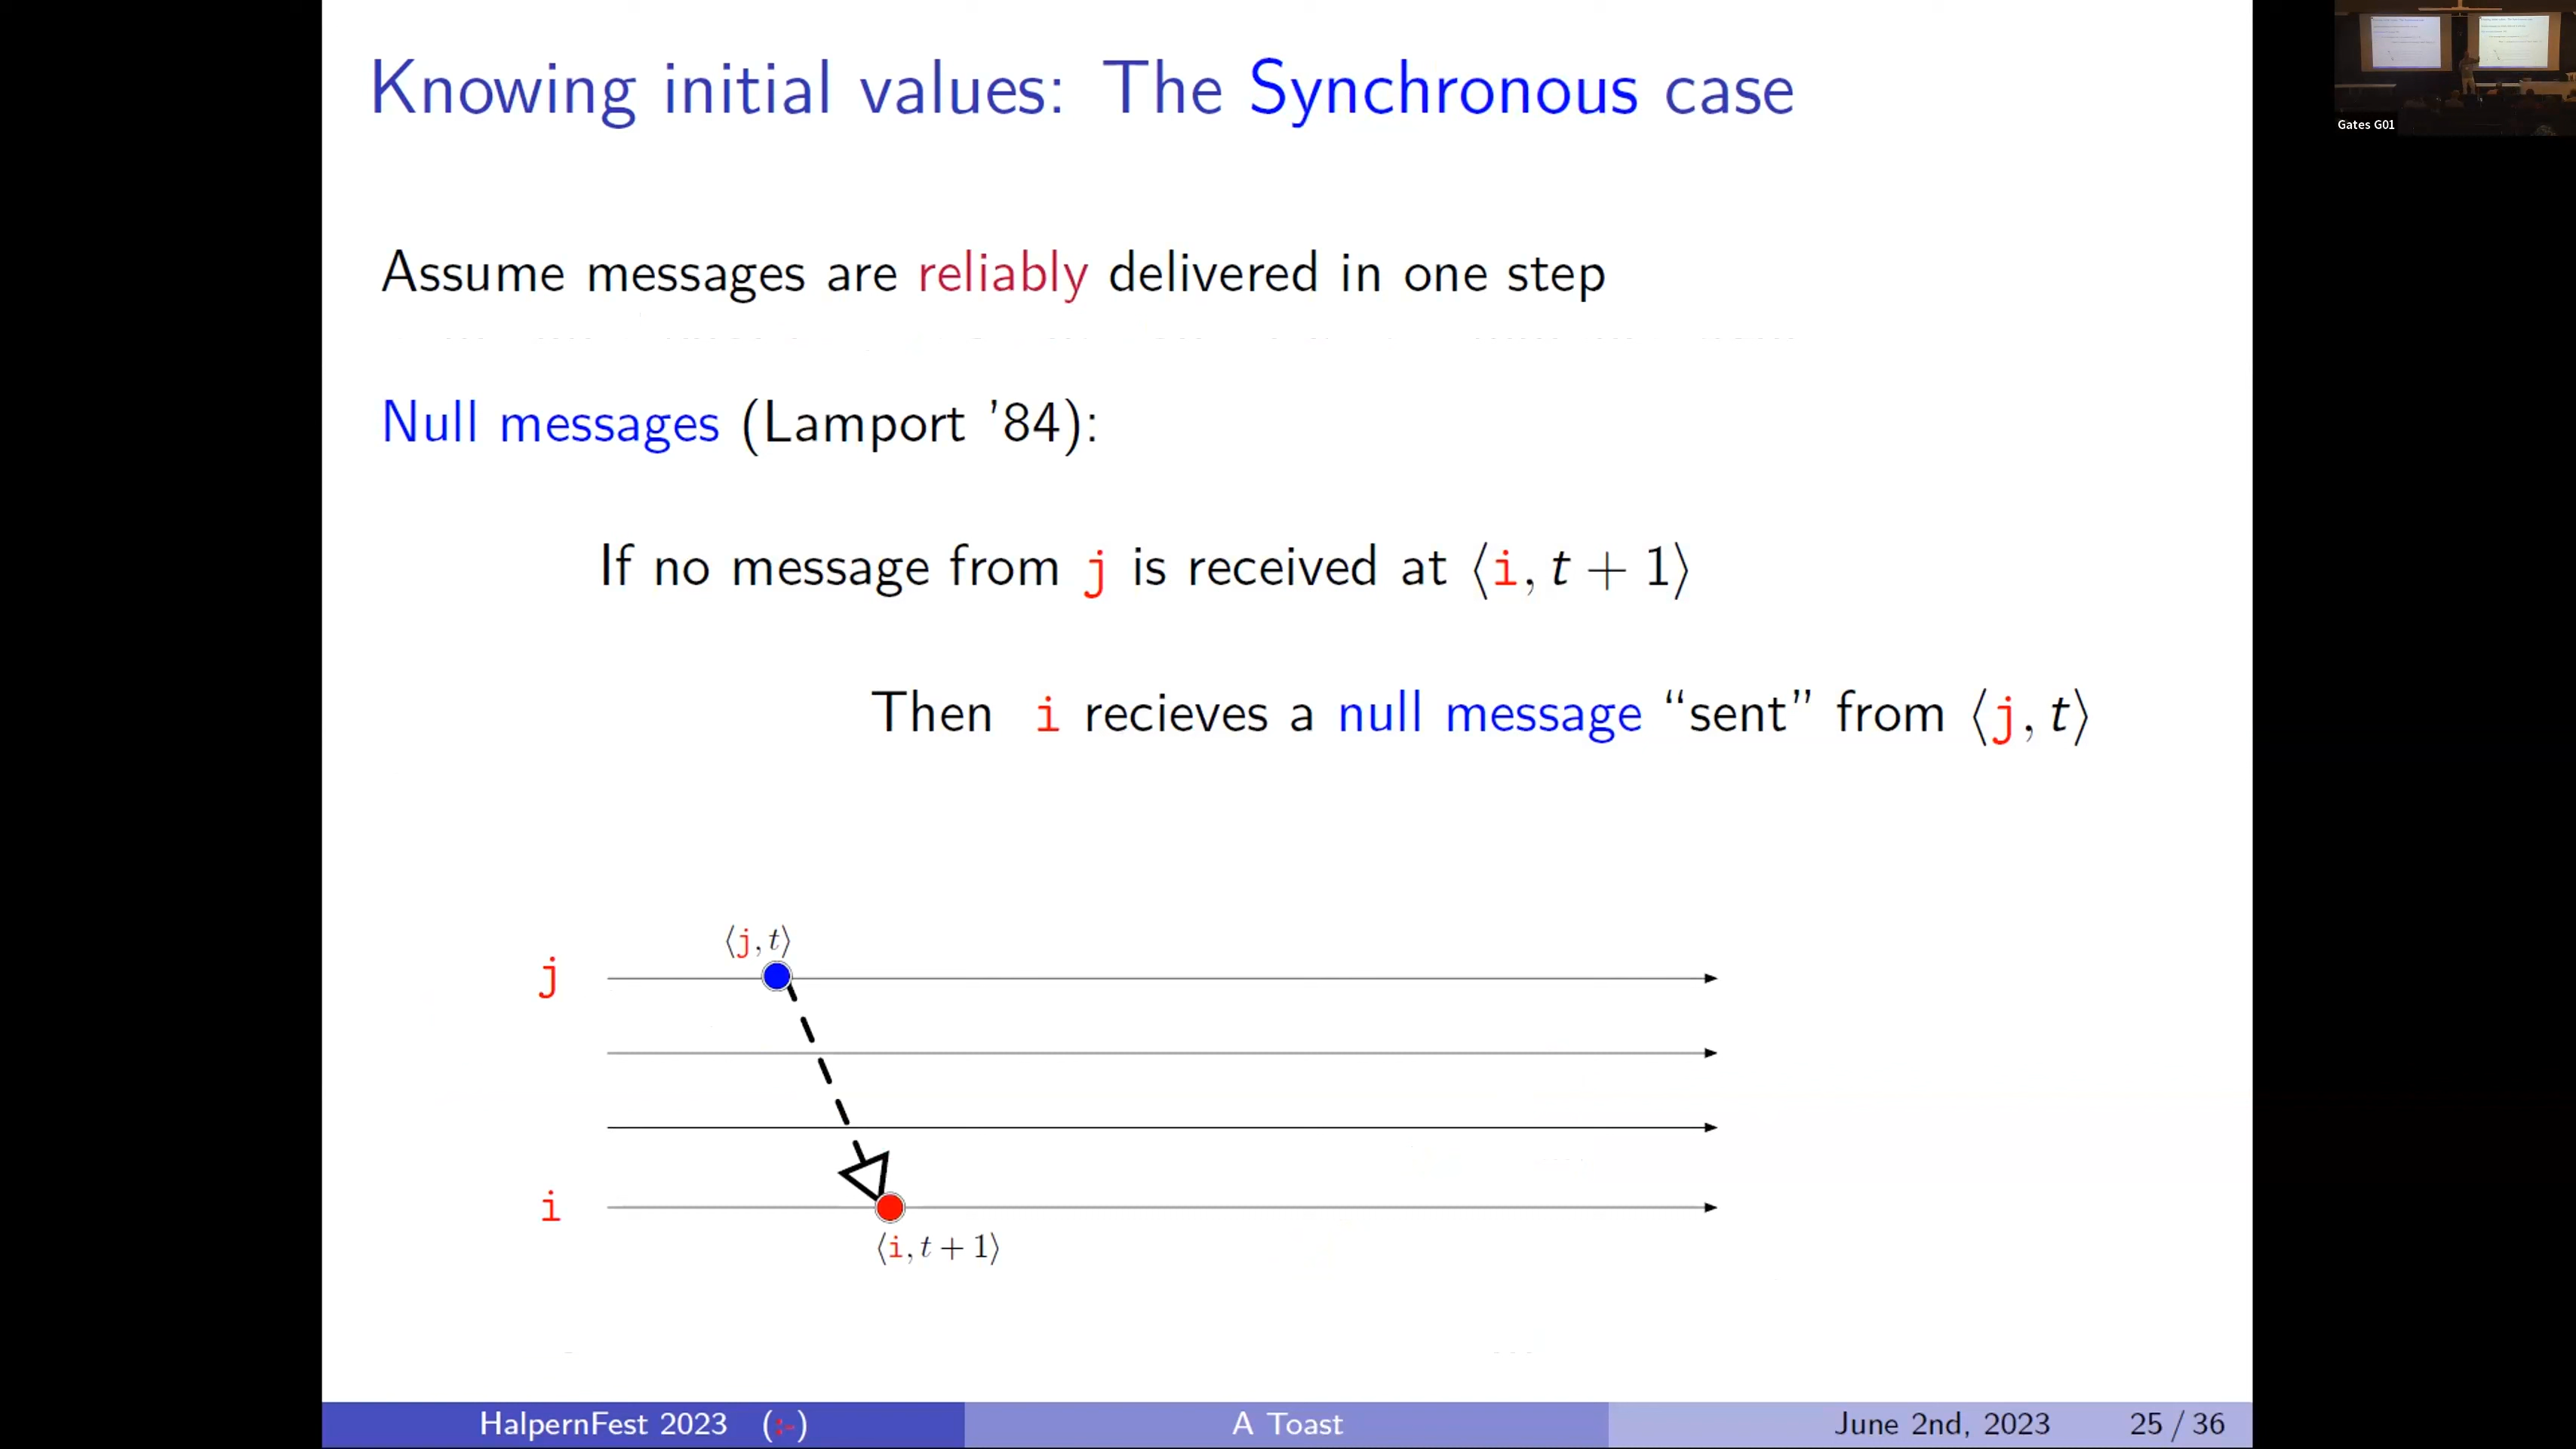 Knowing initial values: The Synchronous case
Gates G01
Assume messages are reliably delivered in one step
Null messages (Lamport '84):
If no message from j is received at ⟨i, t + 1⟩
Then i recieves a null message “sent” from ⟨j, t⟩
⟨j, t⟩
j
i
⟨i, t + 1⟩
HalpernFest 2023 (:-)
A Toast
June 2nd, 2023
25 / 36